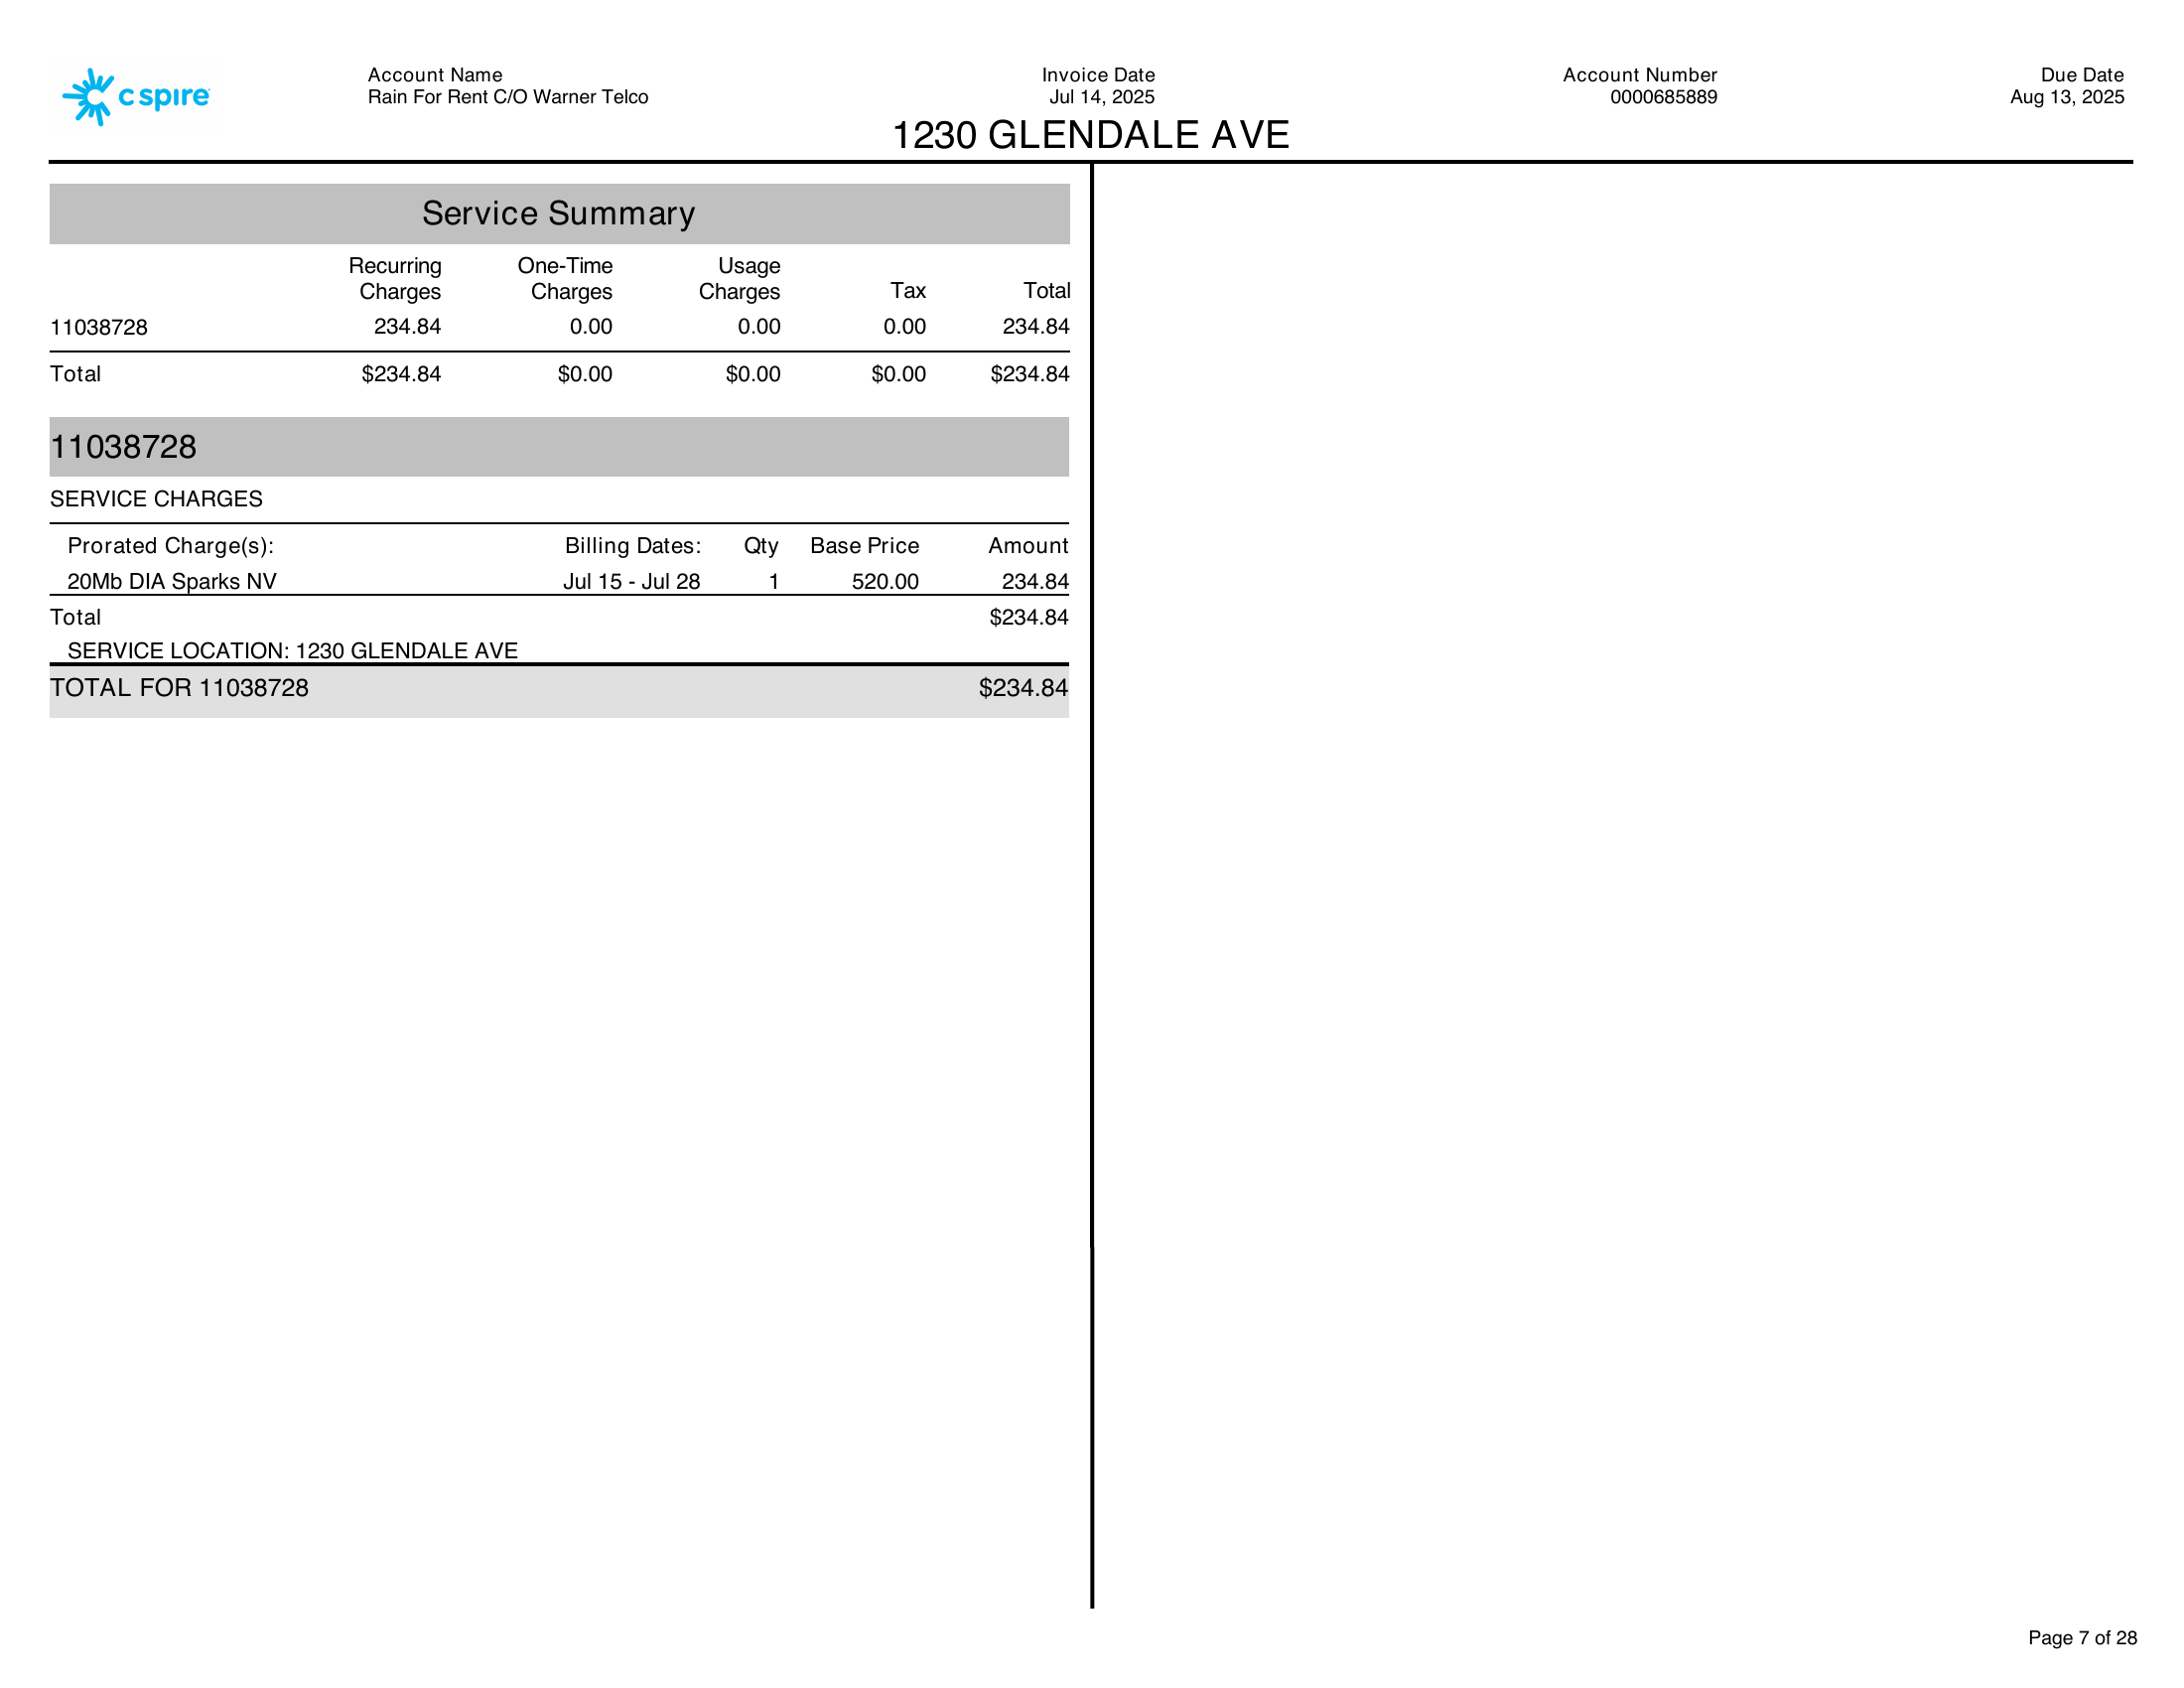 c spire
Account Name
Rain For Rent C/O Warner Telco
Invoice Date
Jul 14, 2025
Account Number
0000685889
Due Date
Aug 13, 2025
1230 GLENDALE AVE
Service Summary
Recurring Charges One-Time Charges Usage Charges Tax Total
11038728 234.84 0.00 0.00 0.00 234.84
Total $234.84 $0.00 $0.00 $0.00 $234.84
11038728
SERVICE CHARGES
Prorated Charge(s): Billing Dates: Qty Base Price Amount
20Mb DIA Sparks NV Jul 15 - Jul 28 1 520.00 234.84
Total $234.84
SERVICE LOCATION: 1230 GLENDALE AVE
TOTAL FOR 11038728 $234.84
Page 7 of 28